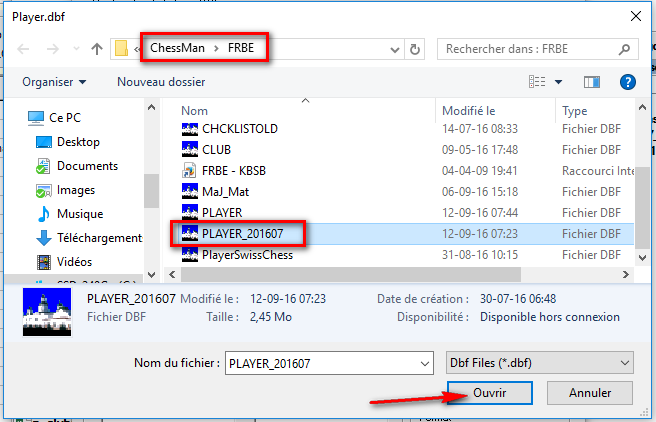 Player.dbf
« ChessMan > FRBE
Rechercher dans : FRBE
Organiser
Nouveau dossier
Ce PC
Desktop
Documents
Images
Musique
Téléchargement
Vidéos
Nom Modifié le Type
CHCKLISTOLD 14-07-16 08:33 Fichier DBF
CLUB 09-05-16 17:48 Fichier DBF
FRBE - KBSB 04-04-09 19:41 Raccourci Inte
MaJ_Mat 06-09-16 15:18 Fichier DBF
PLAYER 12-09-16 07:44 Fichier DBF
PLAYER_201607 12-09-16 07:23 Fichier DBF
PlayerSwissChess 31-08-16 10:15 Fichier DBF
PLAYER_201607 Modifié le : 12-09-16 07:23 Date de création : 30-07-16 06:48
Fichier DBF Taille : 2,45 Mo Disponibilité : Disponible hors connexion
Nom du fichier : PLAYER_201607 Dbf Files (*.dbf)
Ouvrir Annuler